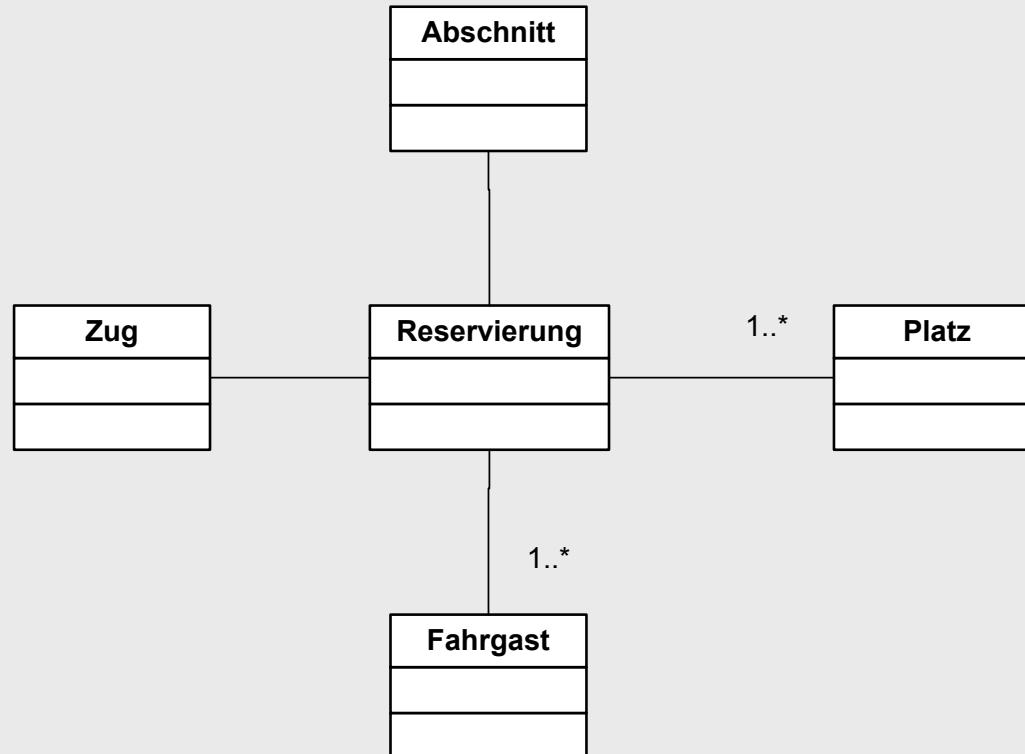 Abschnitt
Zug
Reservierung
1..*
Platz
1..*
Fahrgast